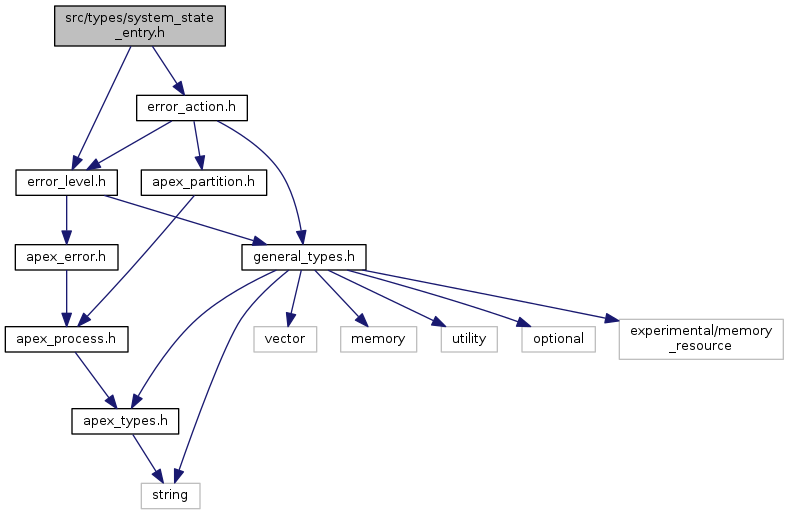 src/types/system_state
_entry.h
error_action.h
error_level.h
apex_partition.h
apex_error.h
general_types.h
apex_process.h
vector
memory
utility
optional
experimental/memory
_resource
apex_types.h
string